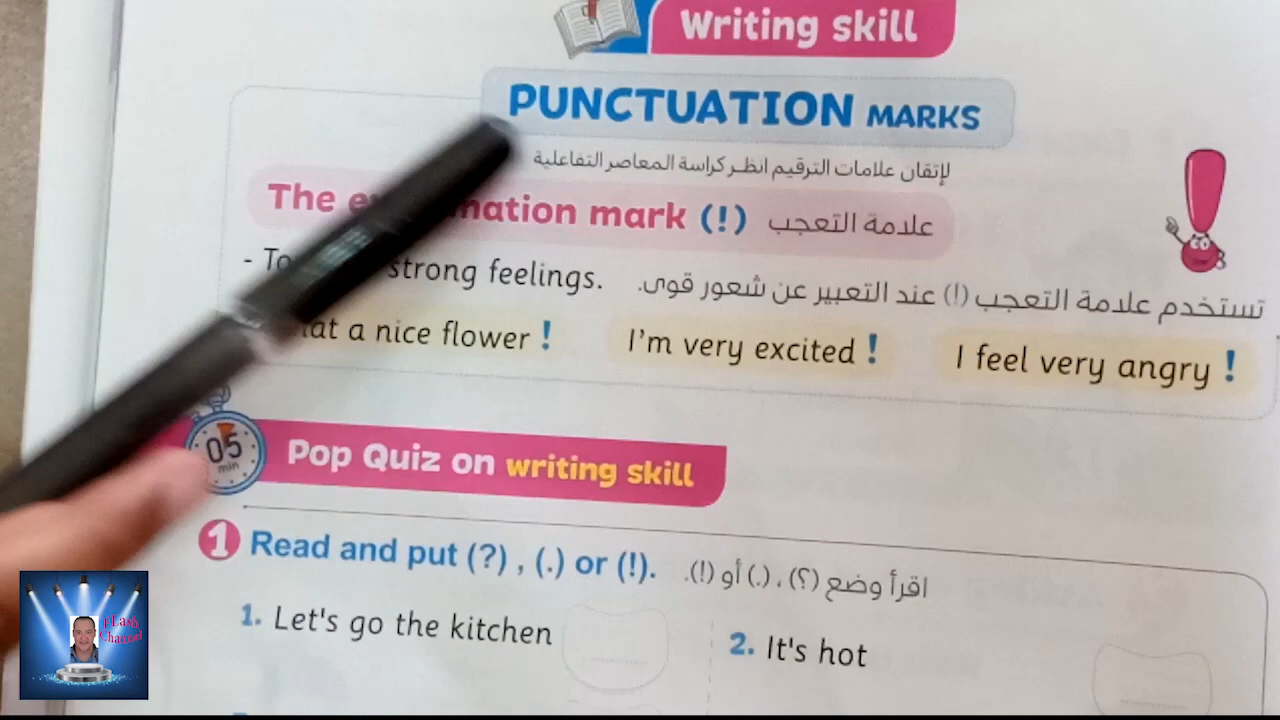 Writing skill
PUNCTUATION MARKS
لإتقان علامات الترقيم انظر كراسة المعاصر التفاعلية
The mark (!) علامة التعجب
- strong feelings. تستخدم علامة التعجب (!) عند التعبير عن شعور قوى.
a nice flower ! I'm very excited ! I feel very angry !
05 min
Pop Quiz on writing skill
1 Read and put (?) , (.) or (!). اقرأ وضع (؟) ، (.) أو (!).
1. Let's go the kitchen 2. It's hot
Flash Channel